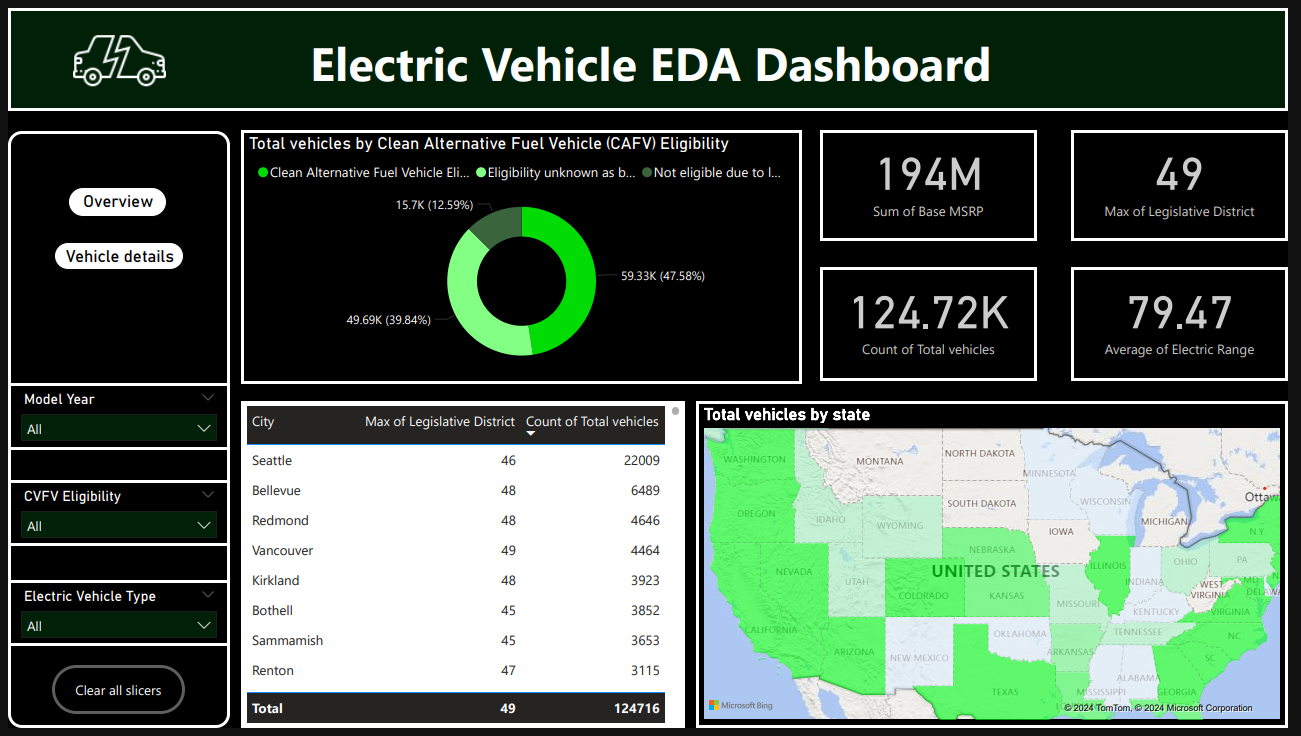 Electric Vehicle EDA Dashboard
Overview
Vehicle details
Model Year
All
CVFV Eligibility
All
Electric Vehicle Type
All
Clear all slicers
Total vehicles by Clean Alternative Fuel Vehicle (CAFV) Eligibility
Clean Alternative Fuel Vehicle Eli... Eligibility unknown as b... Not eligible due to l...
15.7K (12.59%)
59.33K (47.58%)
49.69K (39.84%)
194M
Sum of Base MSRP
49
Max of Legislative District
124.72K
Count of Total vehicles
79.47
Average of Electric Range
City Max of Legislative District Count of Total vehicles
Seattle 46 22009
Bellevue 48 6489
Redmond 48 4646
Vancouver 49 4464
Kirkland 48 3923
Bothell 45 3852
Sammamish 45 3653
Renton 47 3115
Total 49 124716
Total vehicles by state
WASHINGTON
MONTANA
NORTH DAKOTA
MINNESOTA
OREGON
IDAHO
WYOMING
SOUTH DAKOTA
WISCONSIN
MICHIGAN
Ottaw
N.Y
IOWA
NEBRASKA
NEVADA
UTAH
UNITED STATES
COLORADO
KANSAS
ILLINOIS
INDIANA
OHIO
PA
MISSOURI
WEST
VIRGINIA
MD
DELAW
KENTUCKY
VIRGINIA
CALIFORNIA
ARIZONA
NEW MEXICO
OKLAHOMA
ARKANSAS
TENNESSEE
NC
SC
TEXAS
MISSISSIPPI
ALABAMA
GEORGIA
Microsoft Bing
© 2024 TomTom, © 2024 Microsoft Corporation